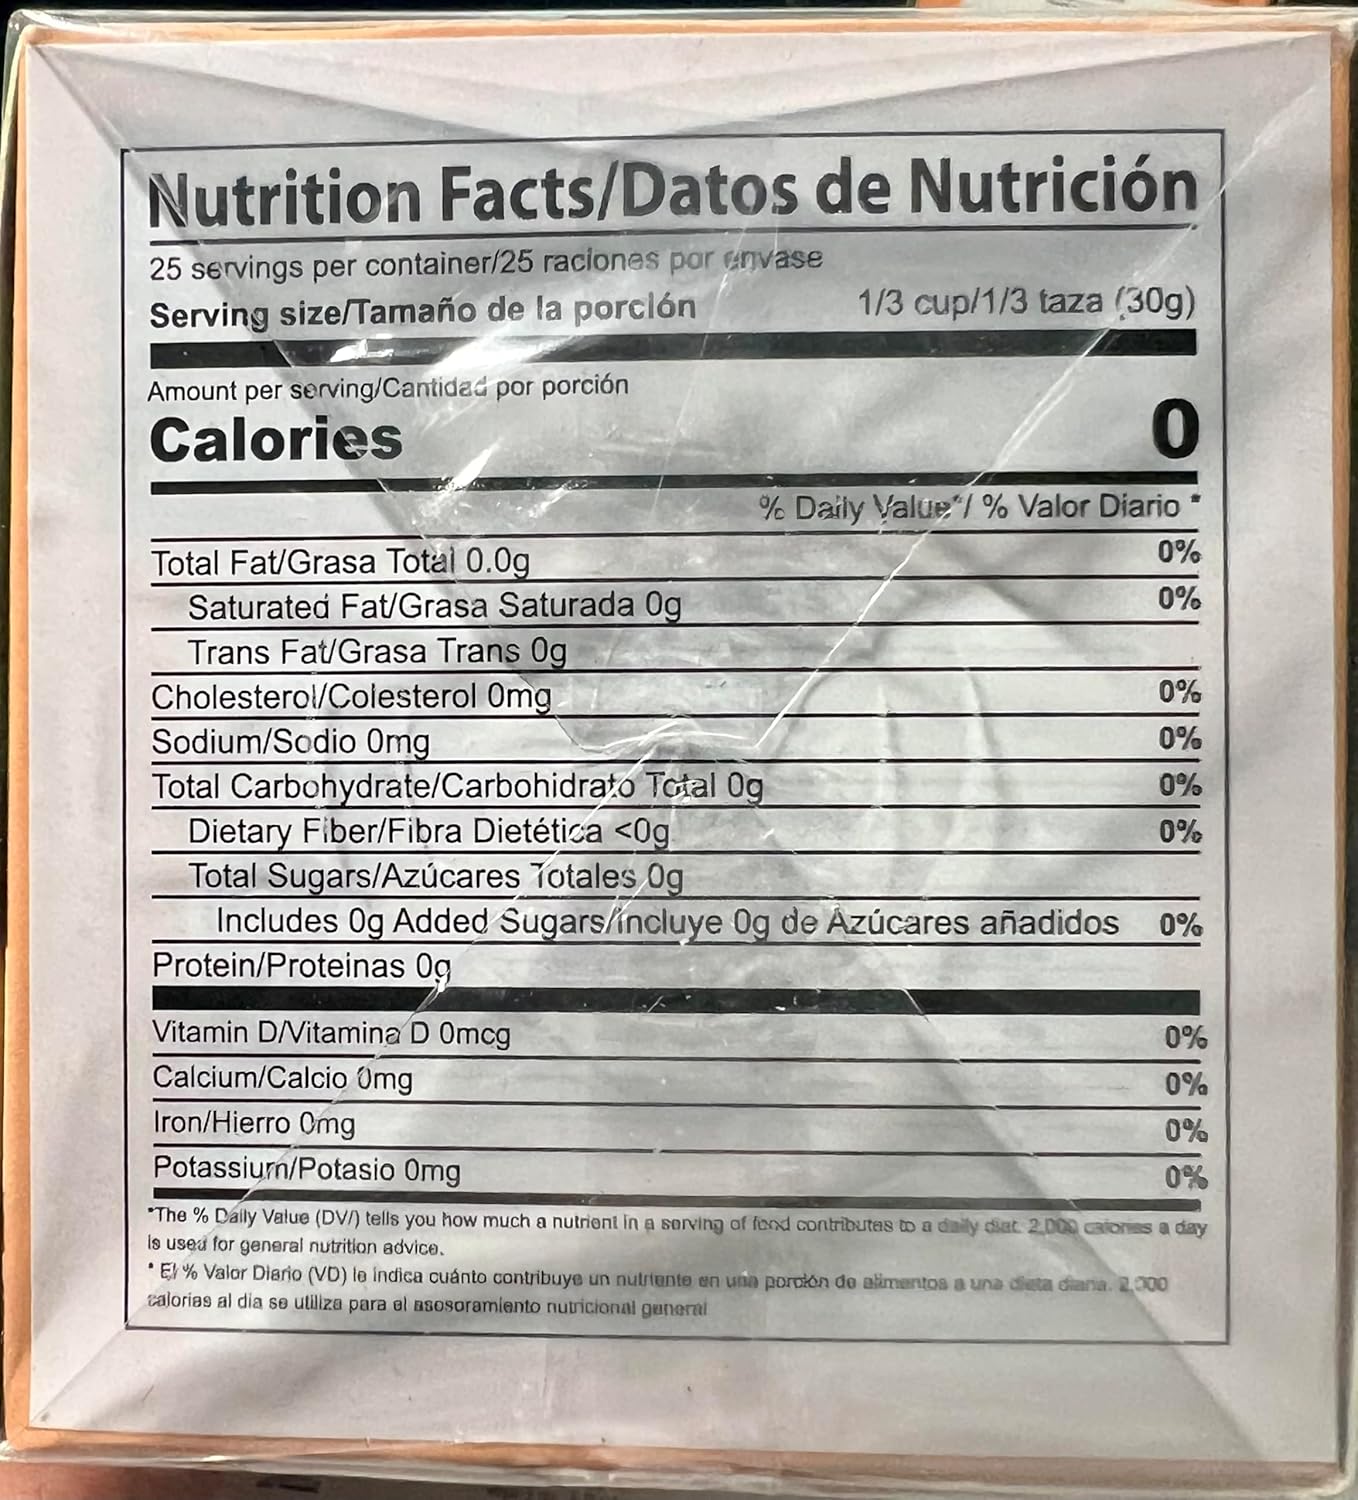 Nutrition Facts/Datos de Nutrición
25 servings per container/25 raciones por envase
Serving size/Tamaño de la porción 1/3 cup/1/3 taza (30g)
Amount per serving/Cantidad por porción
Calories 0
% Daily Value*/ % Valor Diario *
Total Fat/Grasa Total 0.0g 0%
Saturated Fat/Grasa Saturada 0g 0%
Trans Fat/Grasa Trans 0g
Cholesterol/Colesterol 0mg 0%
Sodium/Sodio 0mg 0%
Total Carbohydrate/Carbohidrato Total 0g 0%
Dietary Fiber/Fibra Dietética <0g 0%
Total Sugars/Azúcares Totales 0g
Includes 0g Added Sugars/incluye 0g de Azúcares añadidos 0%
Protein/Proteinas 0g
Vitamin D/Vitamina D 0mcg 0%
Calcium/Calcio 0mg 0%
Iron/Hierro 0mg 0%
Potassium/Potasio 0mg 0%
*The % Daily Value (DV/) tells you how much a nutrient in a serving of food contributes to a daily diat. 2,000 calories a day
is used for general nutrition advice.
* El % Valor Diario (VD) le indica cuánto contribuye un nutriente en una porción de alimentos a una dieta diaria. 2.000
calorias al dia se utiliza para el asosoramiento nutricional general